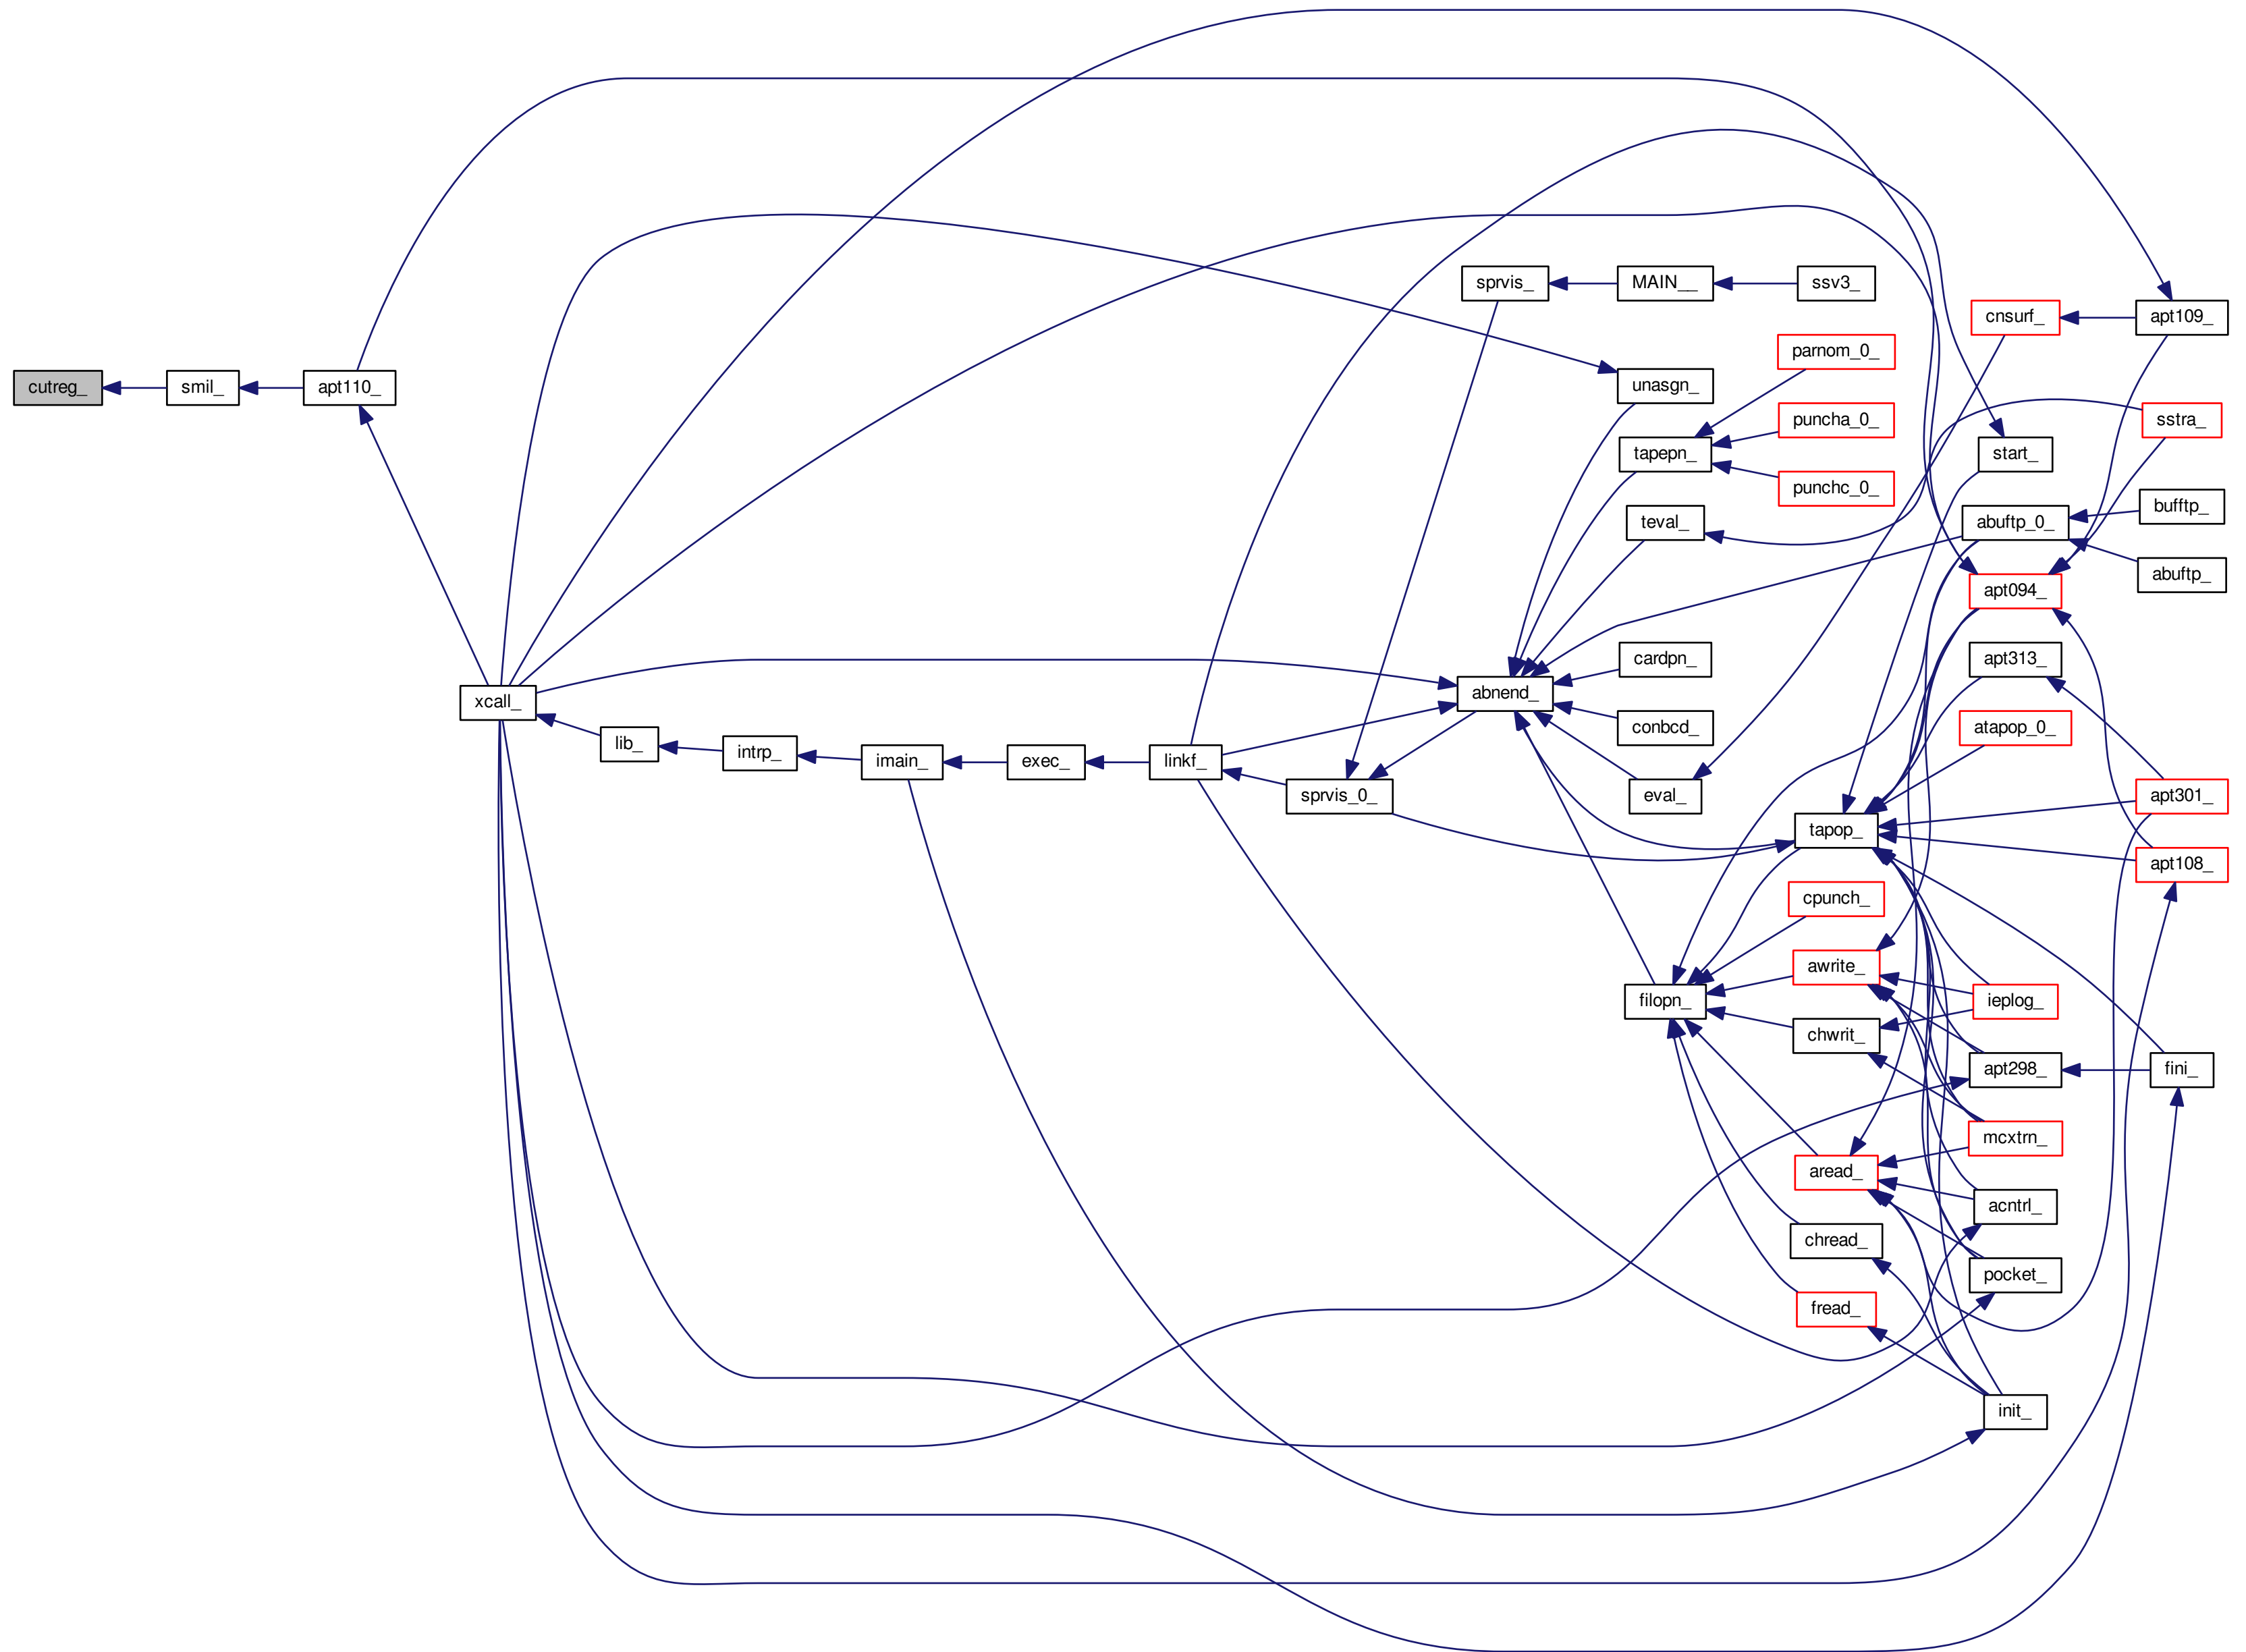 cutreg_
smil_
apt110_
xcall_
lib_
intrp_
imain_
exec_
linkf_
sprvis_0_
sprvis_
MAIN__
ssv3_
abnend_
unasgn_
tapepn_
parnom_0_
puncha_0_
punchc_0_
teval_
cardpn_
conbcd_
eval_
filopn_
tapop_
cpunch_
awrite_
chwrit_
aread_
chread_
fread_
cnsurf_
start_
abuftp_0_
apt094_
apt313_
atapop_0_
ieplog_
apt298_
mcxtrn_
acntrl_
pocket_
init_
apt109_
sstra_
bufftp_
abuftp_
apt301_
apt108_
fini_